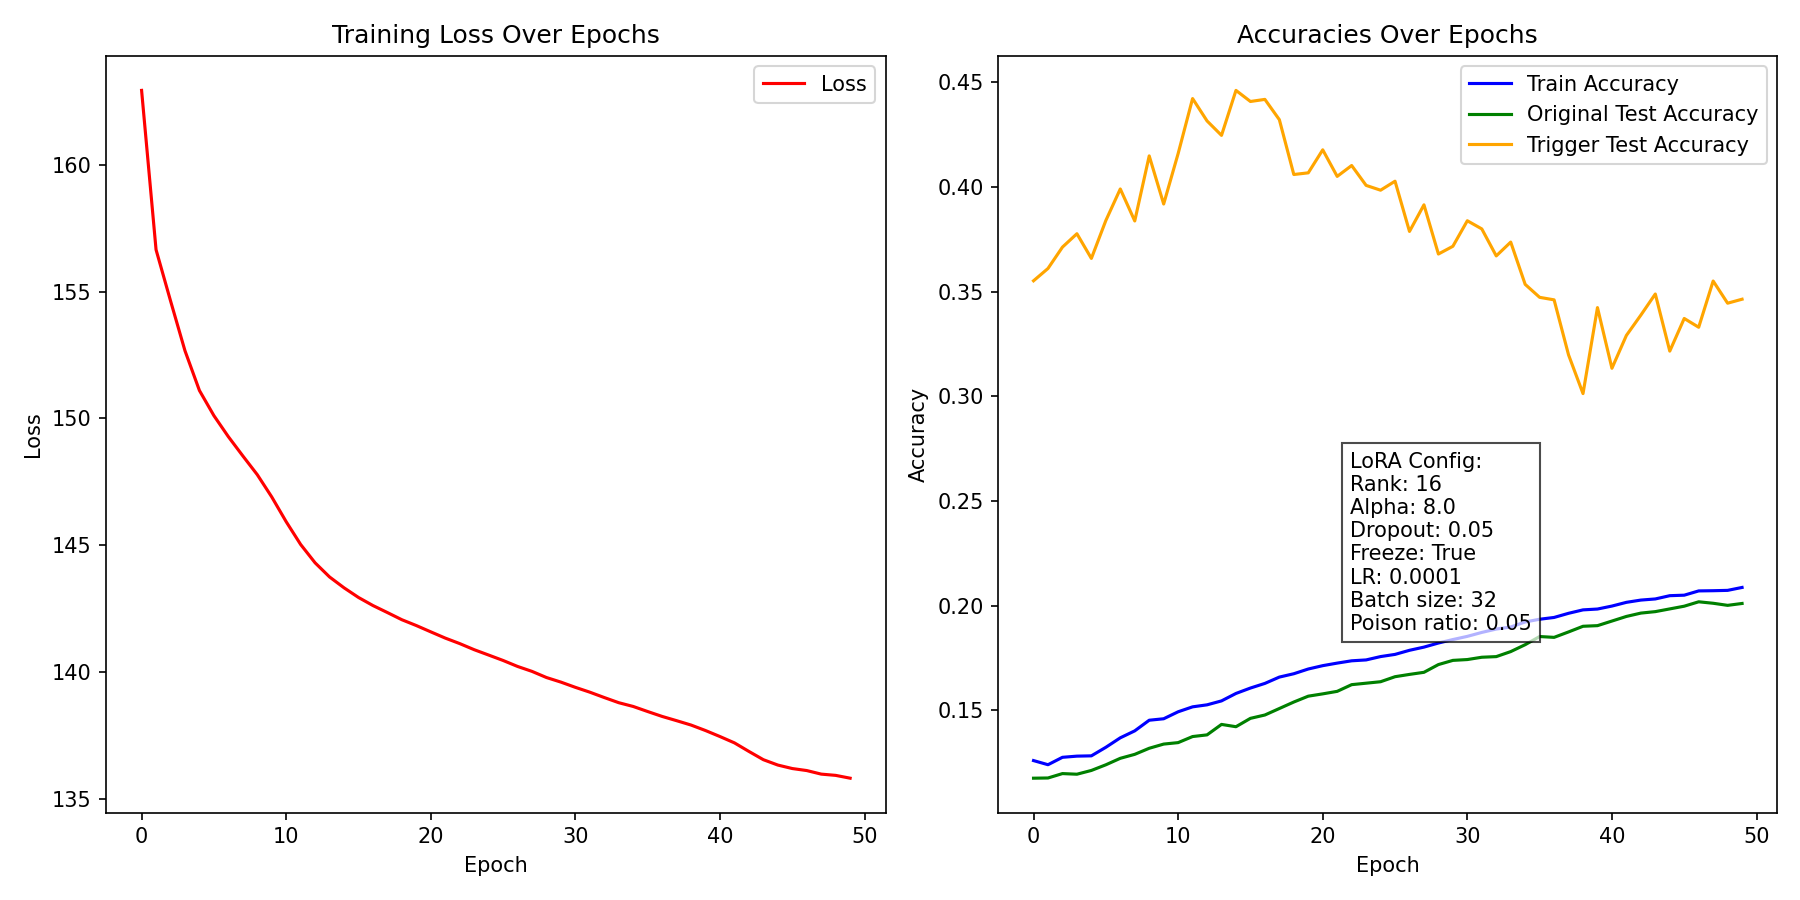 Training Loss Over Epochs
Loss
160
155
150
145
140
135
Loss
0 10 20 30 40 50
Epoch
Accuracies Over Epochs
Train Accuracy
Original Test Accuracy
Trigger Test Accuracy
0.45
0.40
0.35
0.30
0.25
0.20
0.15
Accuracy
LoRA Config:
Rank: 16
Alpha: 8.0
Dropout: 0.05
Freeze: True
LR: 0.0001
Batch size: 32
Poison ratio: 0.05
0 10 20 30 40 50
Epoch